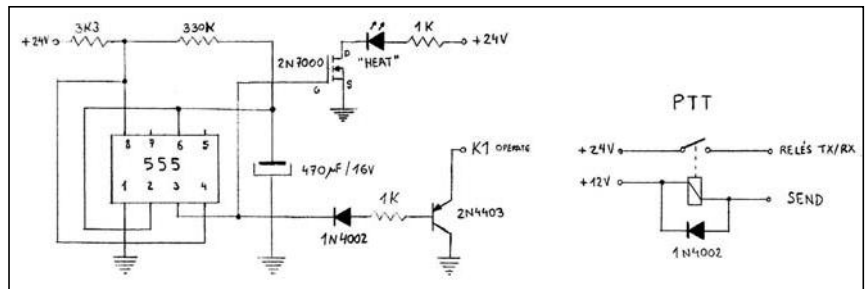 3K3
330K
+24V
1K
+24V
2N7000
D
G
S
"HEAT"
8 7 6 5
555
1 2 3 4
470µF/16V
K1 OPERATE
1K
1N4002
2N4403
PTT
+24V
RELÉS TX/RX
+12V
SEND
1N4002